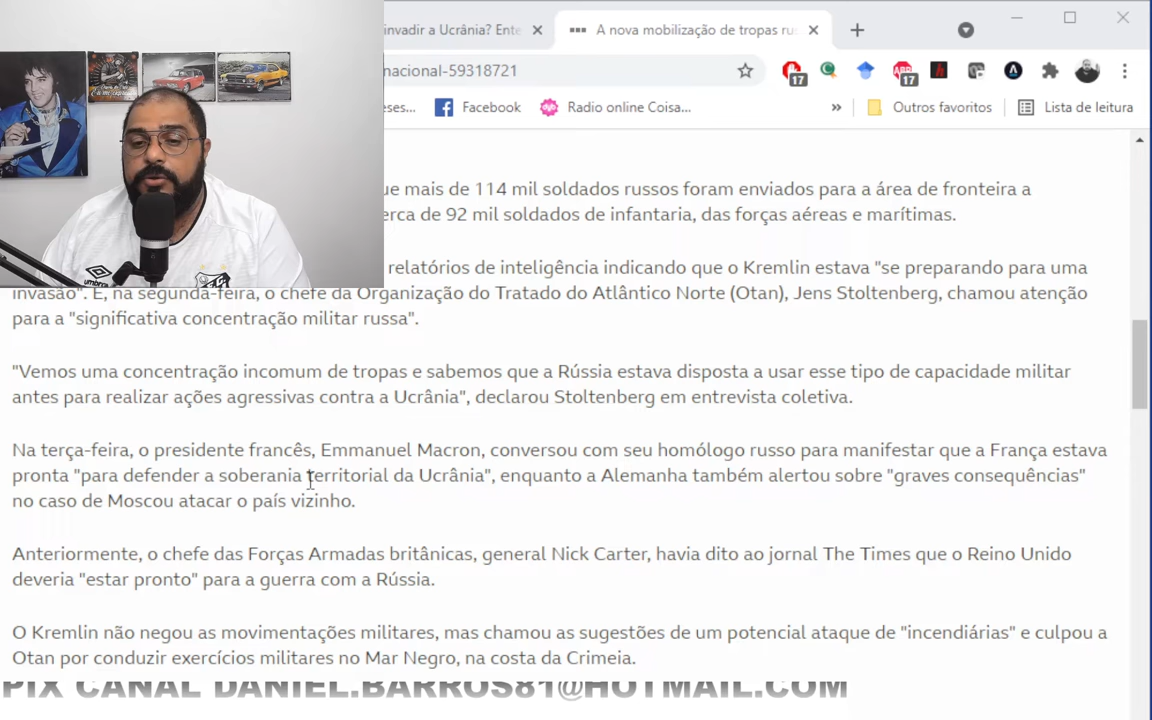 invadir a Ucrânia? Ente
A nova mobilização de tropas ru
nacional-59318721
17
17
eses...
Facebook
Radio online Coisa...
»
Outros favoritos
Lista de leitura
ue mais de 114 mil soldados russos foram enviados para a área de fronteira a
erca de 92 mil soldados de infantaria, das forças aéreas e marítimas.
relatórios de inteligência indicando que o Kremlin estava "se preparando para uma
invasão". E, na segunda-feira, o chefe da Organização do Tratado do Atlântico Norte (Otan), Jens Stoltenberg, chamou atenção
para a "significativa concentração militar russa".
"Vemos uma concentração incomum de tropas e sabemos que a Rússia estava disposta a usar esse tipo de capacidade militar
antes para realizar ações agressivas contra a Ucrânia", declarou Stoltenberg em entrevista coletiva.
Na terça-feira, o presidente francês, Emmanuel Macron, conversou com seu homólogo russo para manifestar que a França estava
pronta "para defender a soberania territorial da Ucrânia", enquanto a Alemanha também alertou sobre "graves consequências"
no caso de Moscou atacar o país vizinho.
Anteriormente, o chefe das Forças Armadas britânicas, general Nick Carter, havia dito ao jornal The Times que o Reino Unido
deveria "estar pronto" para a guerra com a Rússia.
O Kremlin não negou as movimentações militares, mas chamou as sugestões de um potencial ataque de "incendiárias" e culpou a
Otan por conduzir exercícios militares no Mar Negro, na costa da Crimeia.
PIX CANAL DANIEL.BARROS81@HOTMAIL.COM
umbro